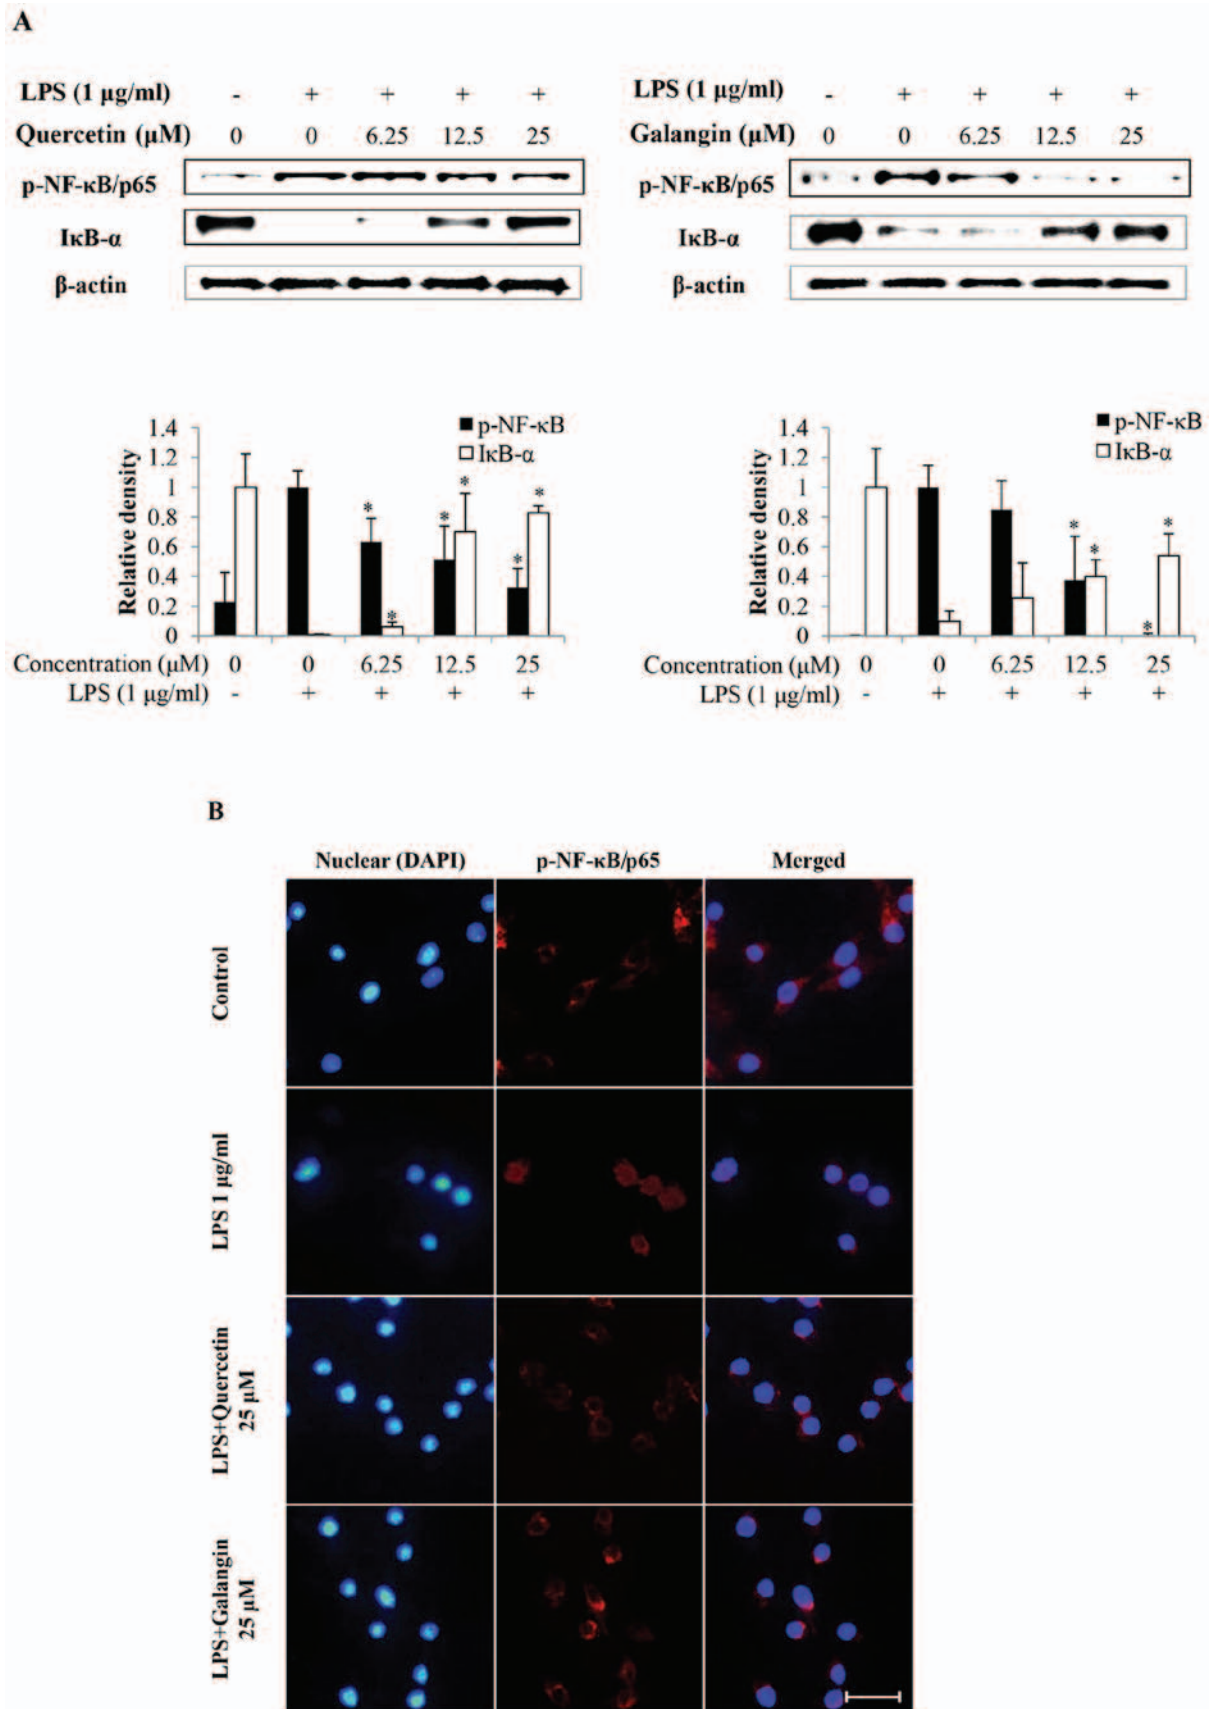 A
LPS (1 μg/ml) - + + + +
Quercetin (μM) 0 0 6.25 12.5 25
p-NF-κB/p65
IκB-α
β-actin
LPS (1 μg/ml) - + + + +
Galangin (μM) 0 0 6.25 12.5 25
p-NF-κB/p65
IκB-α
β-actin
p-NF-κB
IκB-α
Relative density
1.4
1.2
1
0.8
0.6
0.4
0.2
0
* * * * * *
Concentration (μM) 0 0 6.25 12.5 25
LPS (1 μg/ml) - + + + +
p-NF-κB
IκB-α
Relative density
1.4
1.2
1
0.8
0.6
0.4
0.2
0
* * * *
Concentration (μM) 0 0 6.25 12.5 25
LPS (1 μg/ml) - + + + +
B
Nuclear (DAPI) p-NF-κB/p65 Merged
Control
LPS 1 μg/ml
LPS+Quercetin
25 μM
LPS+Galangin
25 μM